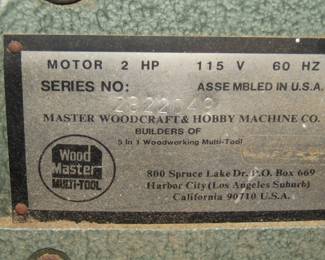 MOTOR 2 HP 115 V 60 HZ
SERIES NO: ASSEMBLED IN U.S.A.
MASTER WOODCRAFT & HOBBY MACHINE CO.
BUILDERS OF
5 In 1 Woodworking Multi-Tool
Wood Master
MULTI-TOOL
800 Spruce Lake Dr. P.O. Box 669
Harbor City (Los Angeles Suburb)
California 90710 U.S.A.